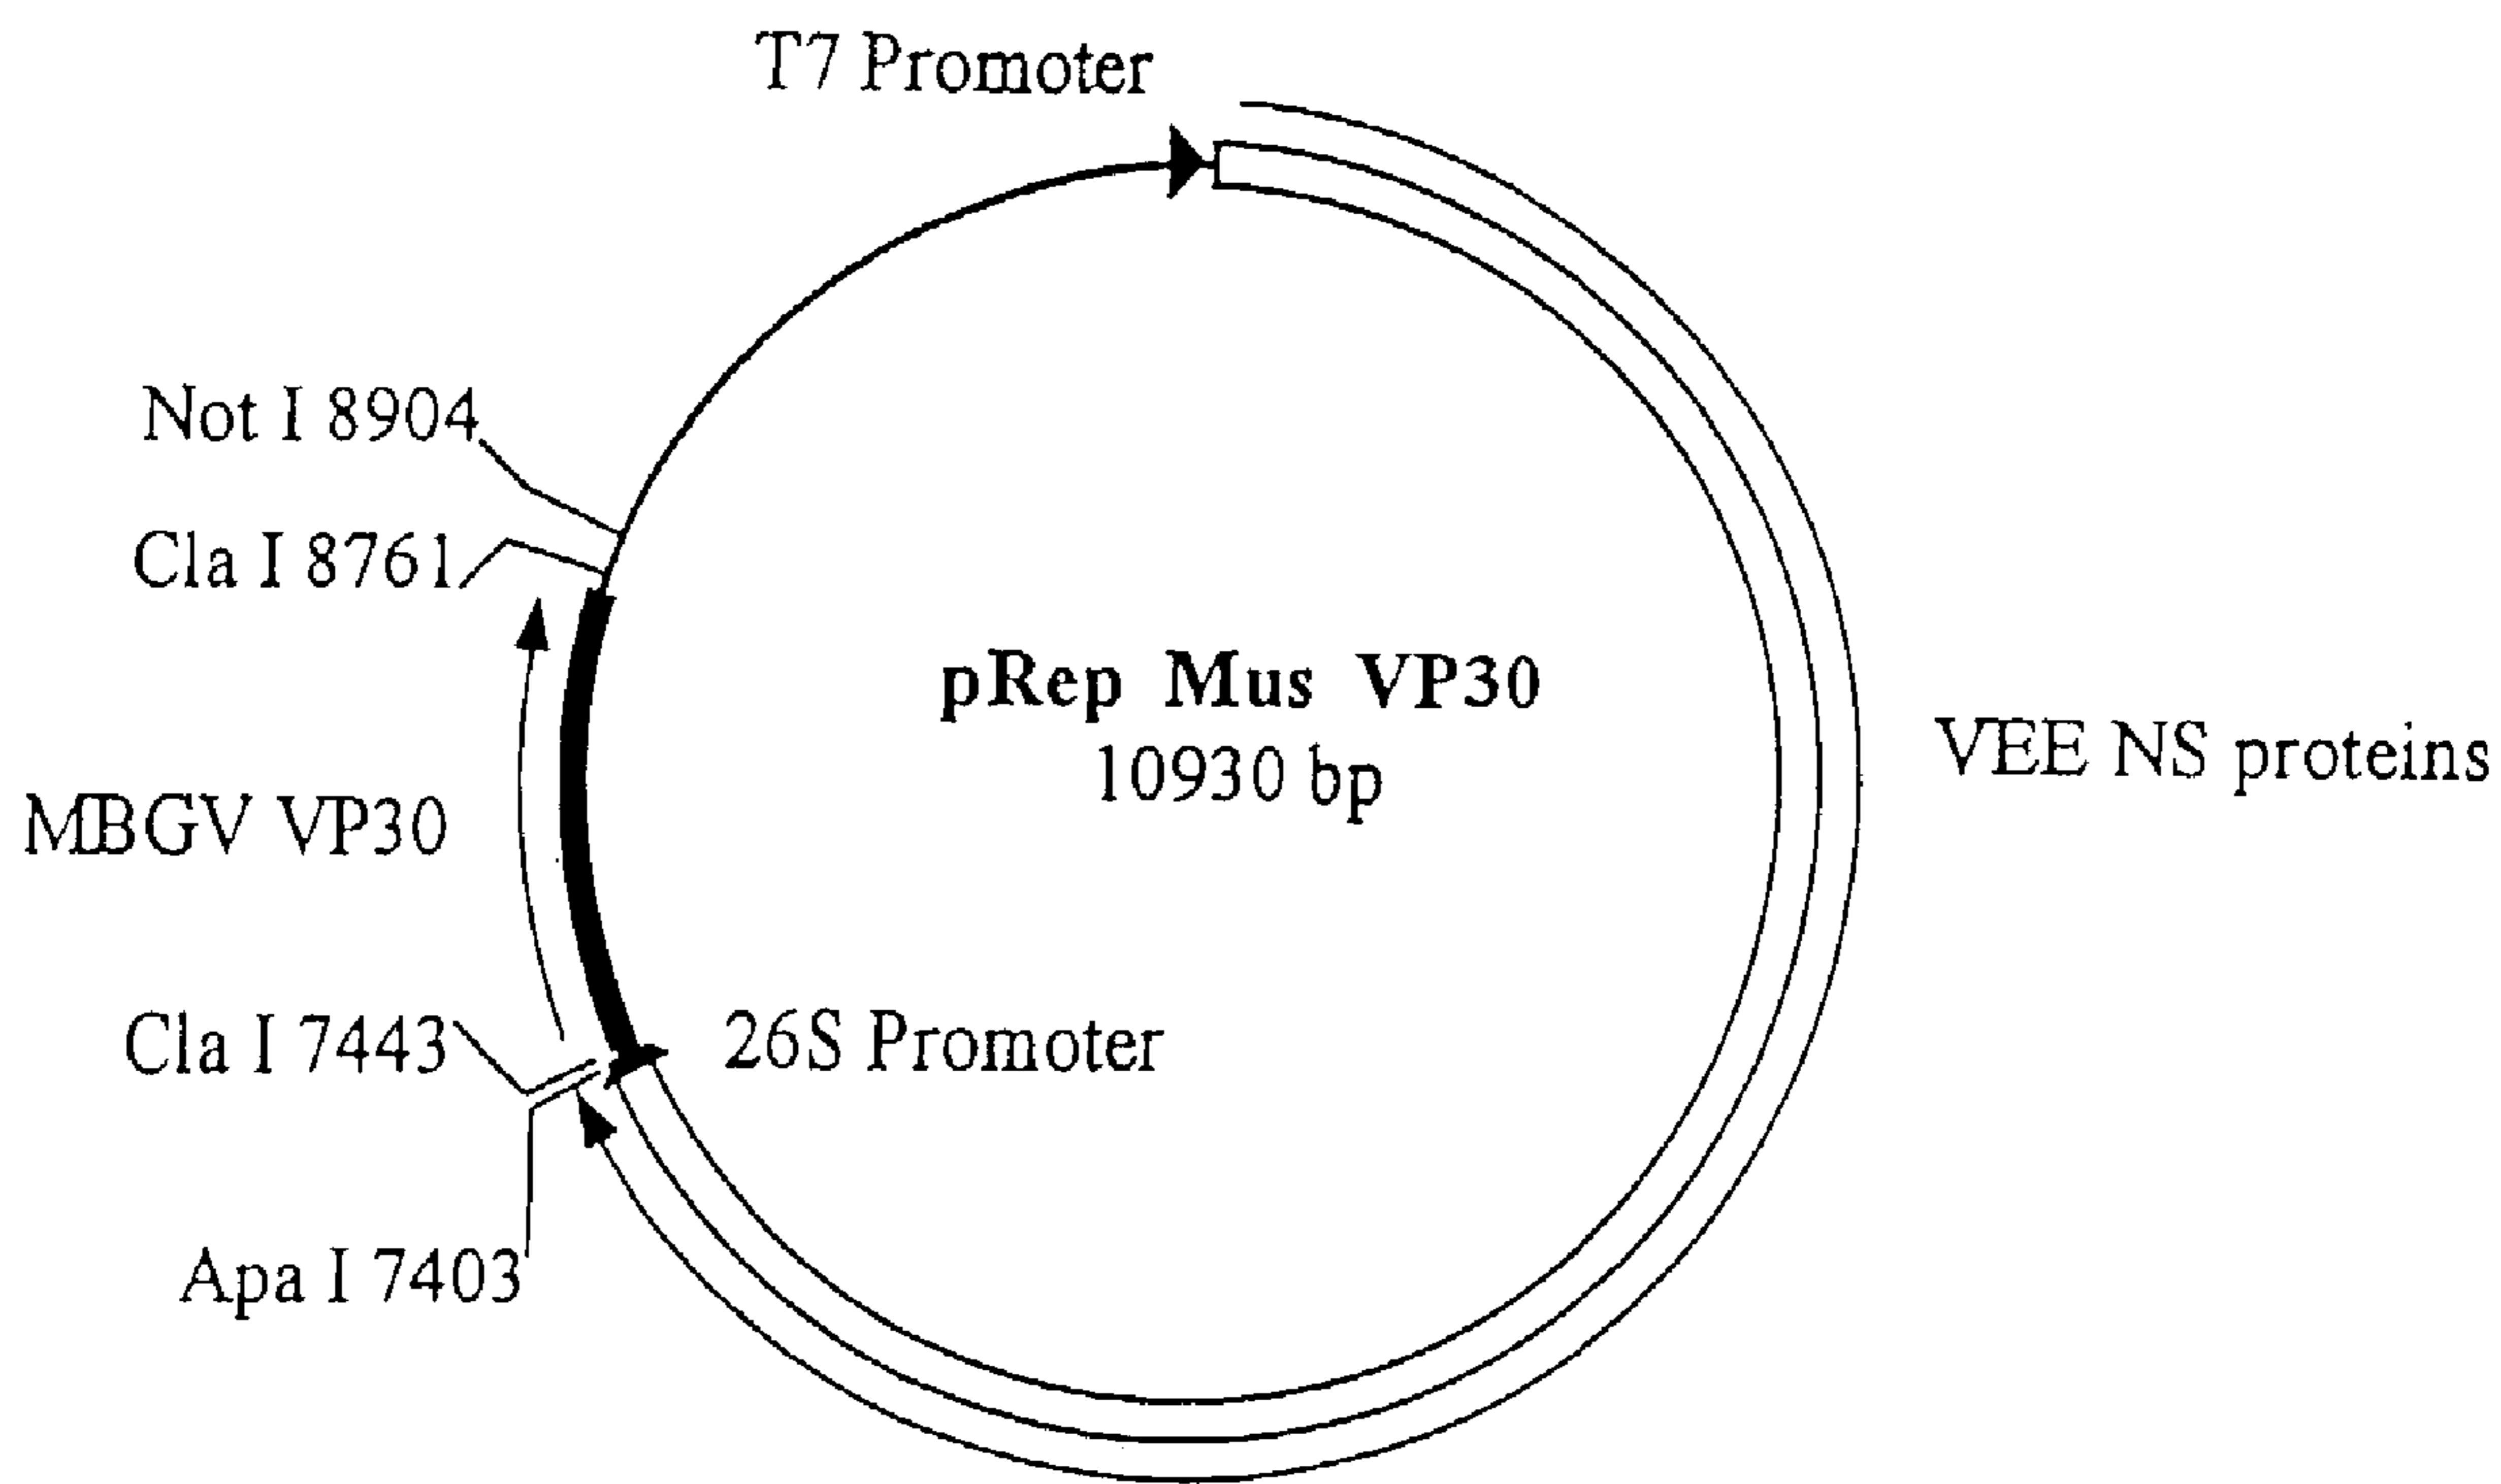 T7 Promoter
Not I 8904
Cla I 8761
pRep Mus VP30
10930 bp
VEE NS proteins
MBGV VP30
Cla I 7443
26S Promoter
Apa I 7403